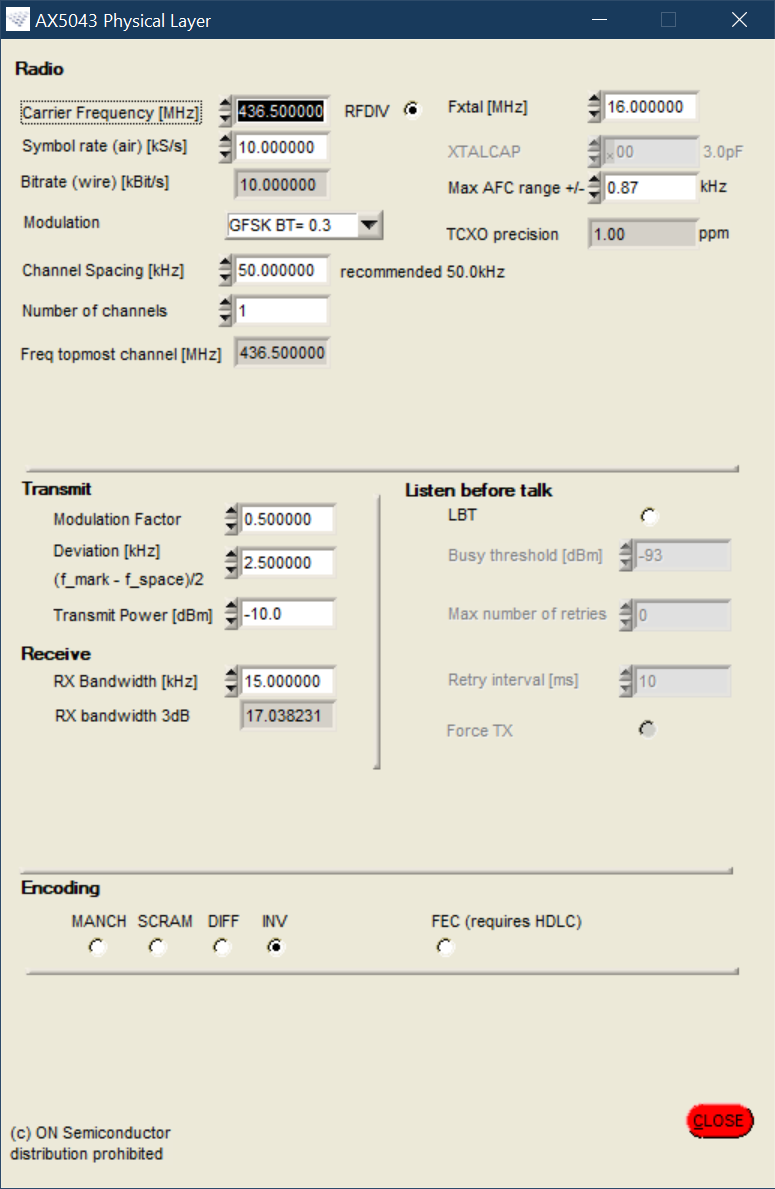 AX5043 Physical Layer
Radio
Carrier Frequency [MHz] 436.500000 RFDIV Fxtal [MHz] 16.000000
Symbol rate (air) [kS/s] 10.000000 XTALCAP x00 3.0pF
Bitrate (wire) [kBit/s] 10.000000 Max AFC range +/- 0.87 kHz
Modulation GFSK BT= 0.3 TCXO precision 1.00 ppm
Channel Spacing [kHz] 50.000000 recommended 50.0kHz
Number of channels 1
Freq topmost channel [MHz] 436.500000
Transmit
Modulation Factor 0.500000
Deviation [kHz]
(f_mark - f_space)/2 2.500000
Transmit Power [dBm] -10.0
Receive
RX Bandwidth [kHz] 15.000000
RX bandwidth 3dB 17.038231
Listen before talk
LBT
Busy threshold [dBm] -93
Max number of retries 0
Retry interval [ms] 10
Force TX
Encoding
MANCH SCRAM DIFF INV FEC (requires HDLC)
CLOSE
(c) ON Semiconductor
distribution prohibited